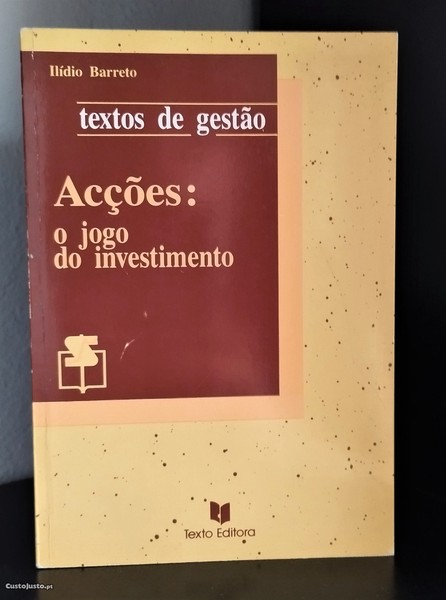 Ilídio Barreto
textos de gestão
Acções:
o jogo
do investimento
Texto Editora
CustoJusto.pt